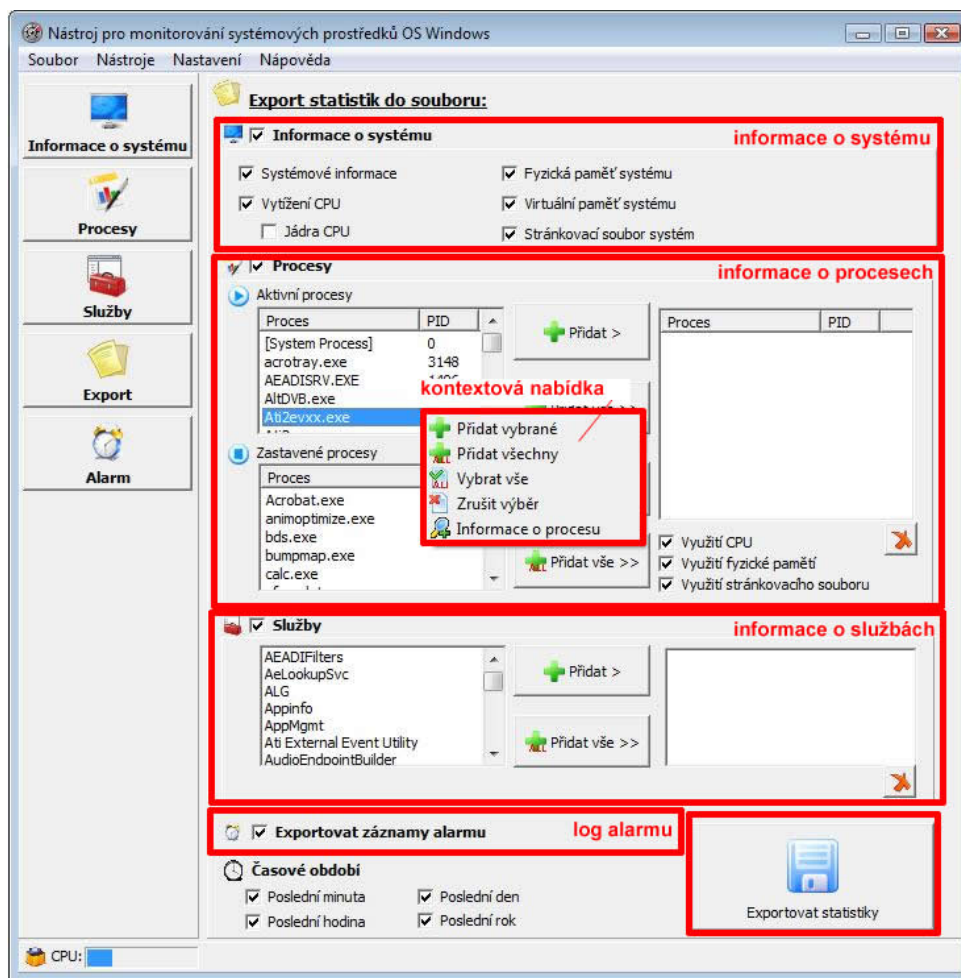 Nástroj pro monitorování systémových prostředků OS Windows
Soubor Nástroje Nastavení Nápověda
Informace o systému
Procesy
Služby
Export
Alarm
Export statistik do souboru:
Informace o systému
informace o systému
Systémové informace
Fyzická paměť systému
Vytížení CPU
Virtuální paměť systému
Jádra CPU
Stránkovací soubor systém
Procesy
informace o procesech
Aktivní procesy
Proces PID
[System Process] 0
acrotray.exe 3148
AEADISRV.EXE
AltDVB.exe
Ati2evxx.exe
Přidat >
Proces PID
kontextová nabídka
Přidat vybrané
Přidat všechny
Vybrat vše
Zrušit výběr
Informace o procesu
Zastavené procesy
Proces
Acrobat.exe
animoptimize.exe
bds.exe
bumpmap.exe
calc.exe
Přidat vše >>
Využití CPU
Využití fyzické pamětí
Využití stránkovacího souboru
Služby
informace o službách
AEADIFilters
AeLookupSvc
ALG
Appinfo
AppMgmt
Ati External Event Utility
AudioEndpointBuilder
Přidat >
Přidat vše >>
Exportovat záznamy alarmu
log alarmu
Časové období
Poslední minuta
Poslední den
Poslední hodina
Poslední rok
Exportovat statistiky
CPU: